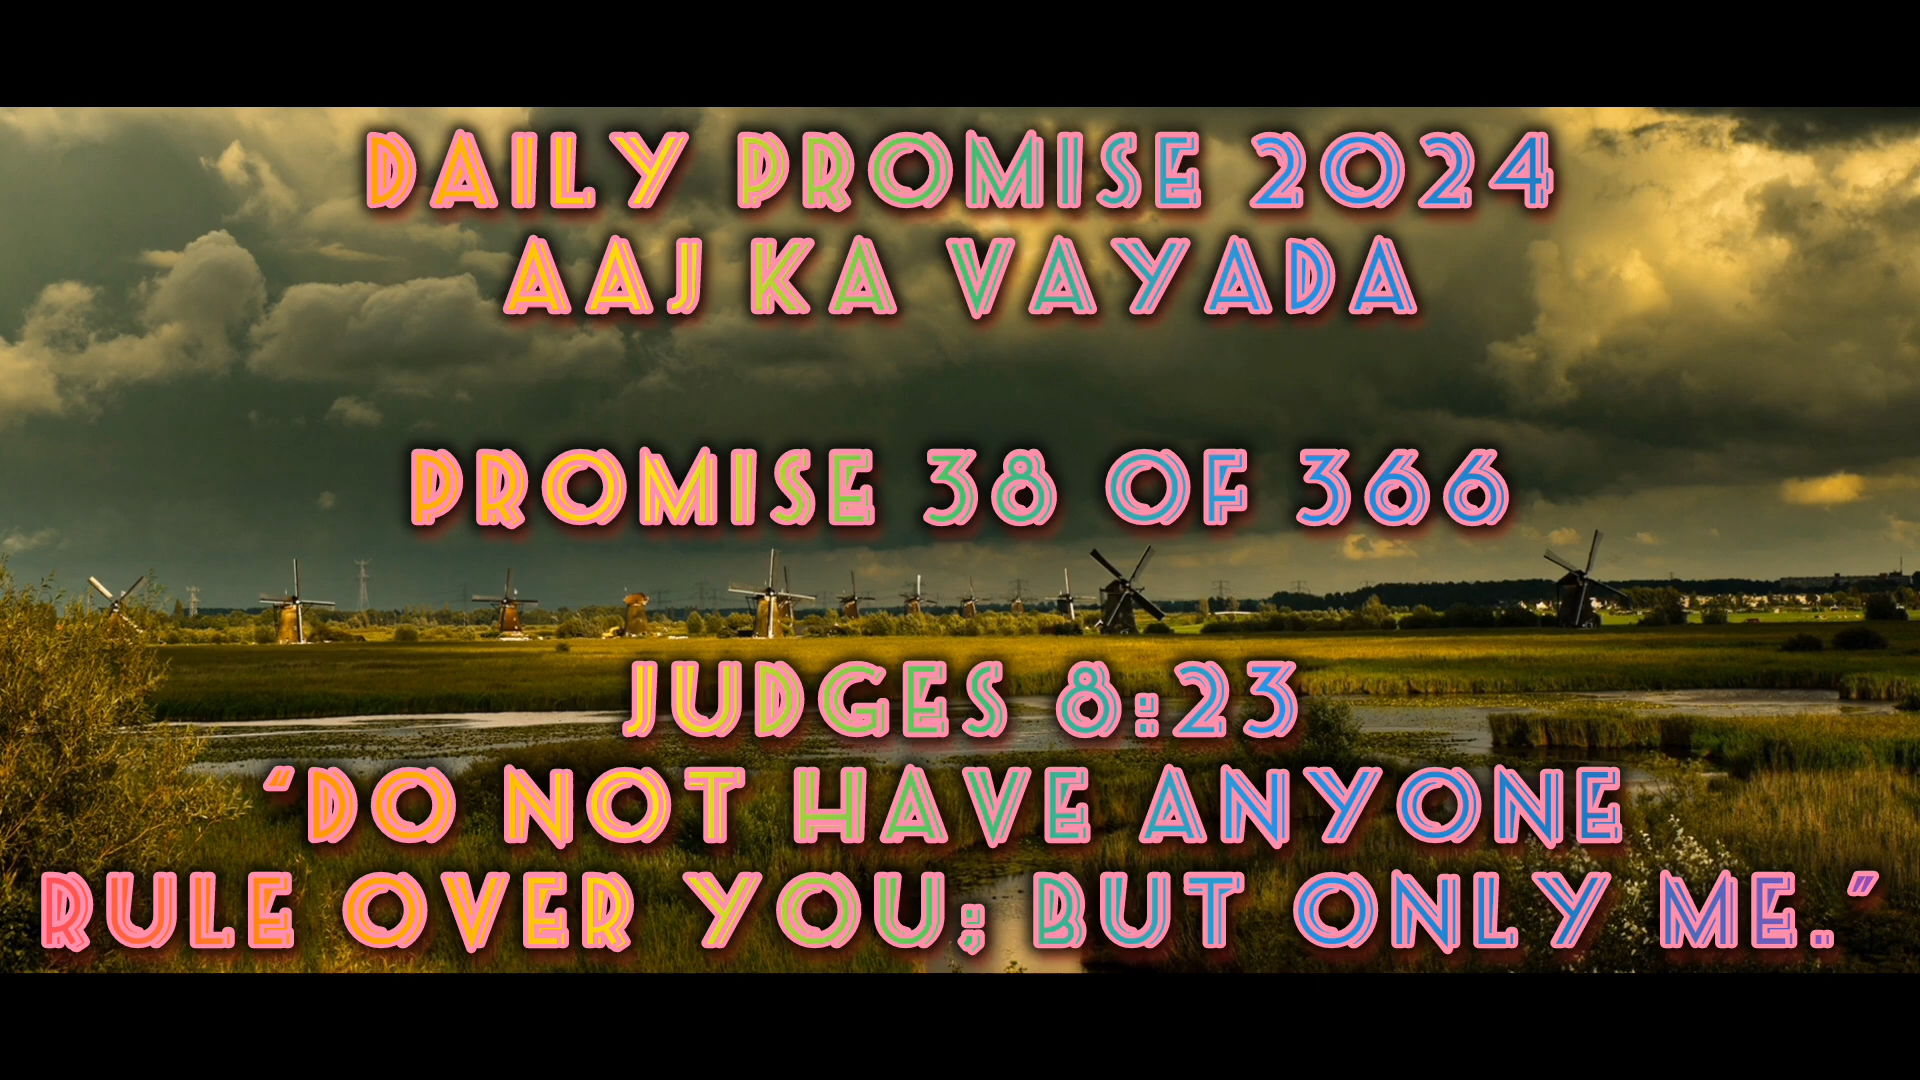 DAILY PROMISE 2024
AAJ KA VAYADA
PROMISE 38 OF 366
JUDGES 8:23
“DO NOT HAVE ANYONE
RULE OVER YOU; BUT ONLY ME.”